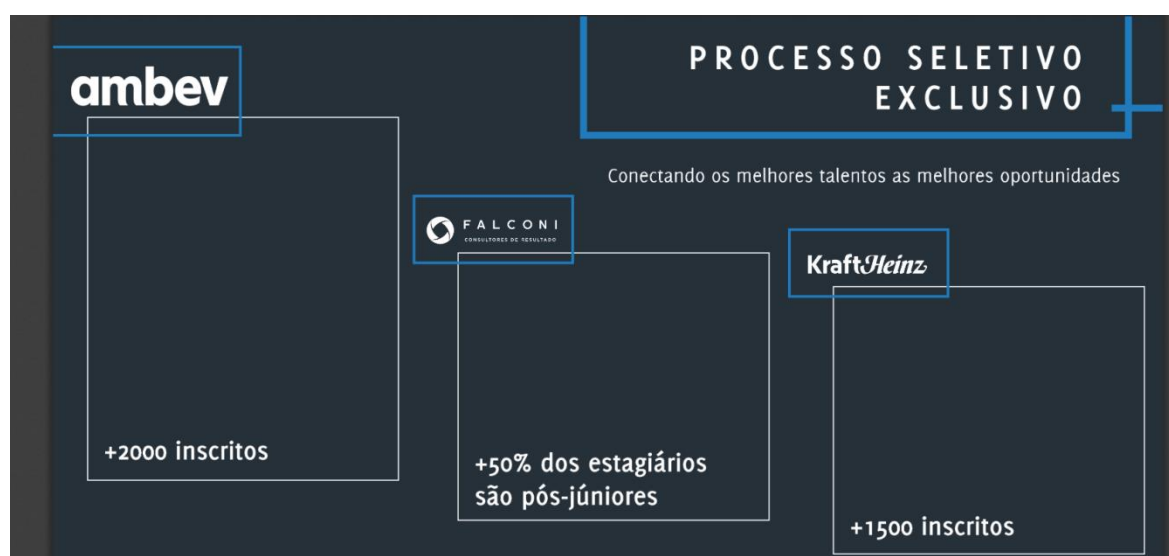 ambev
PROCESSO SELETIVO
EXCLUSIVO
Conectando os melhores talentos as melhores oportunidades
FALCONI
CONSULTORES DE RESULTADO
KraftHeinz
+2000 inscritos
+50% dos estagiários
são pós-júniores
+1500 inscritos